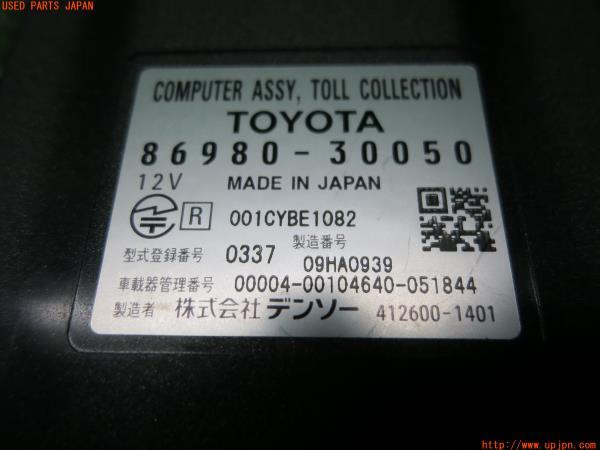 USED PARTS JAPAN
COMPUTER ASSY, TOLL COLLECTION
TOYOTA
86980-30050
12V MADE IN JAPAN
R 001CYBE1082
型式登録番号 0337 製造番号 09HA0939
車載器管理番号 00004-00104640-051844
製造者 株式会社 デンソー 412600-1401
http://www.upjpn.com/